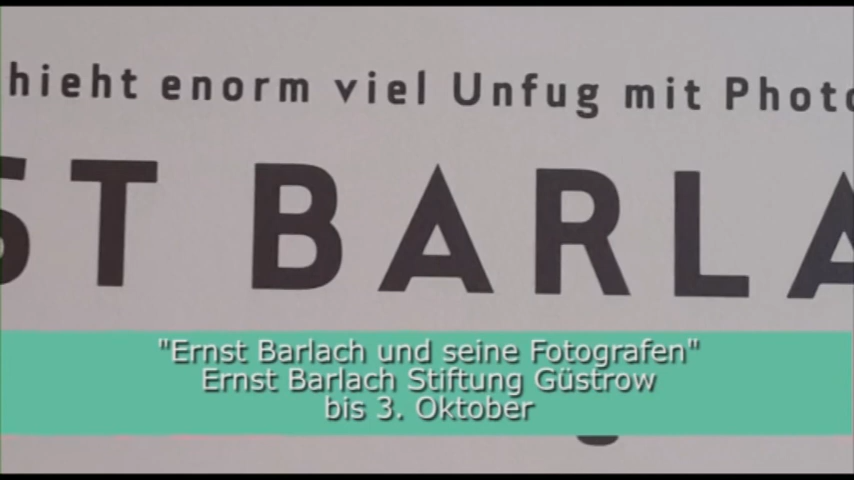 hieht enorm viel Unfug mit Photo
ST BARLA
"Ernst Barlach und seine Fotografen"
Ernst Barlach Stiftung Güstrow
bis 3. Oktober